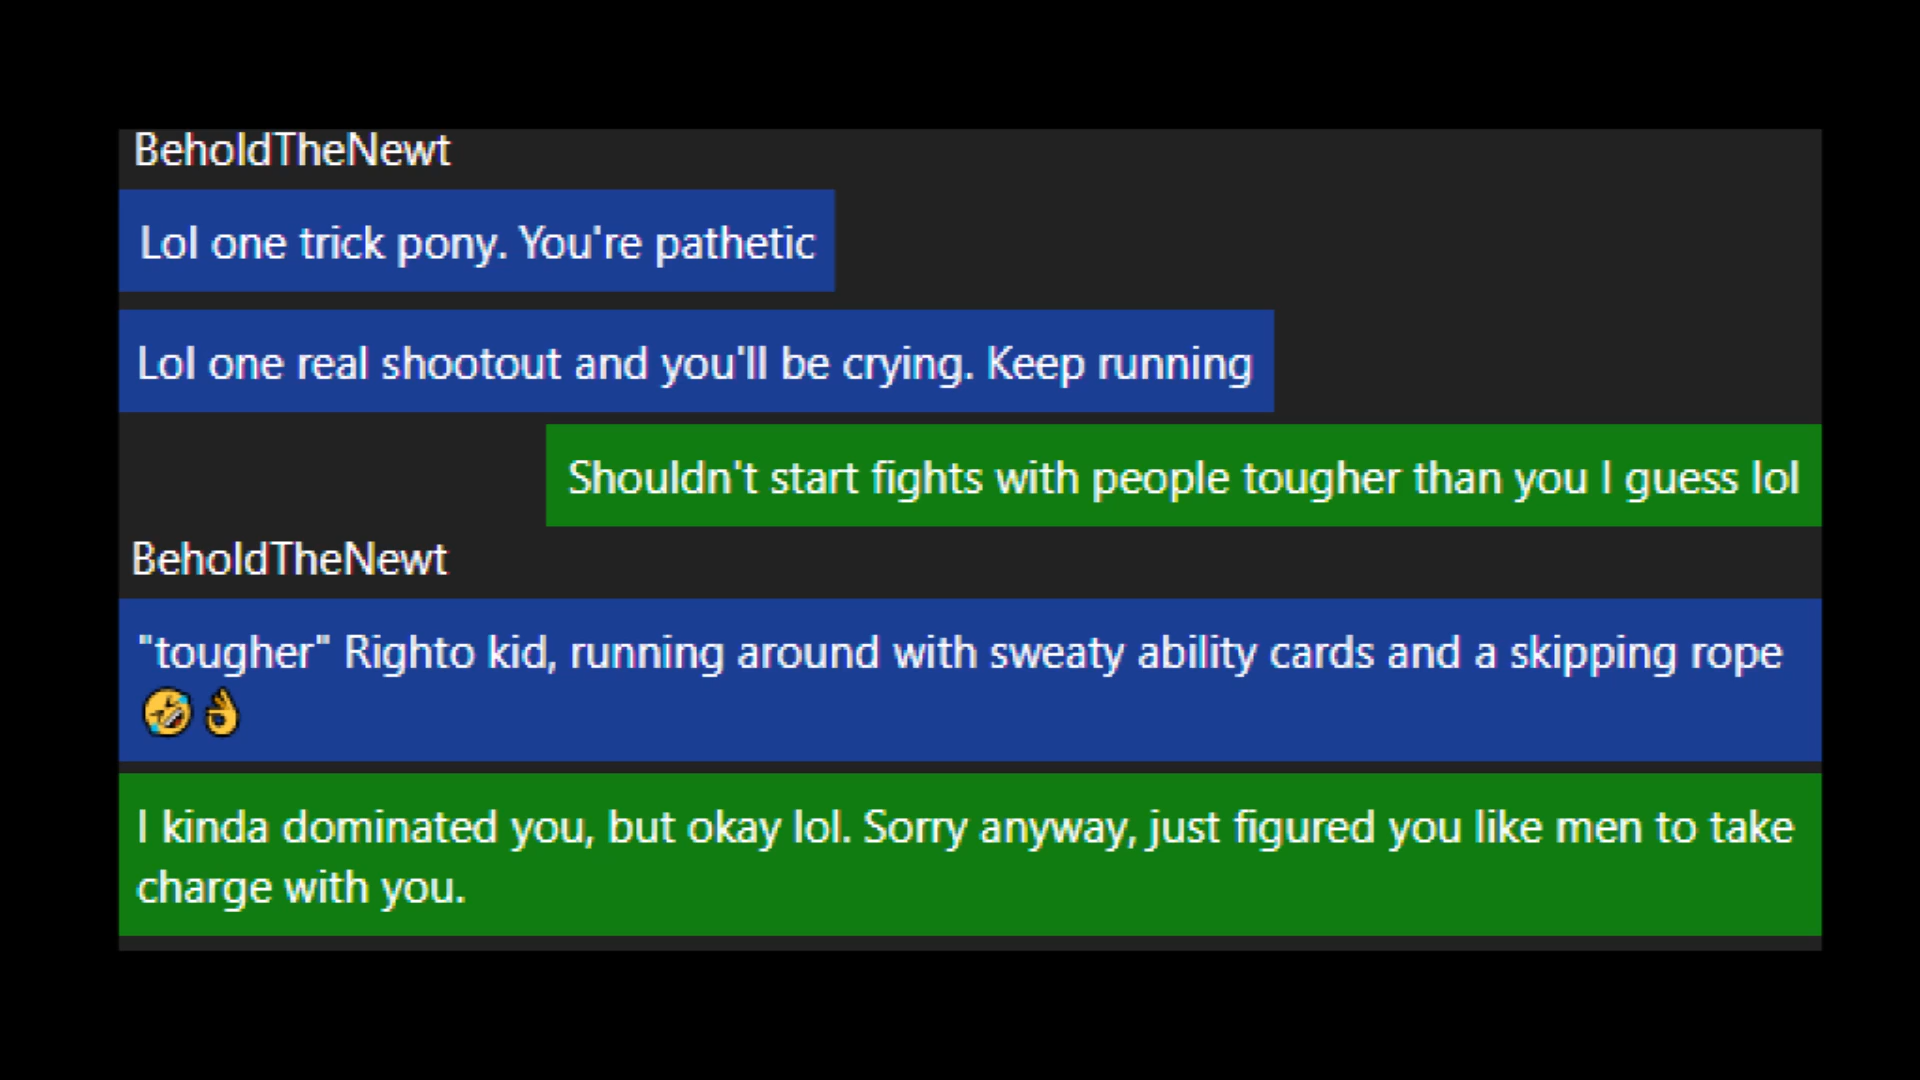 BeholdTheNewt
Lol one trick pony. You're pathetic
Lol one real shootout and you'll be crying. Keep running
Shouldn't start fights with people tougher than you I guess lol
BeholdTheNewt
"tougher" Righto kid, running around with sweaty ability cards and a skipping rope
🤣👌
I kinda dominated you, but okay lol. Sorry anyway, just figured you like men to take
charge with you.